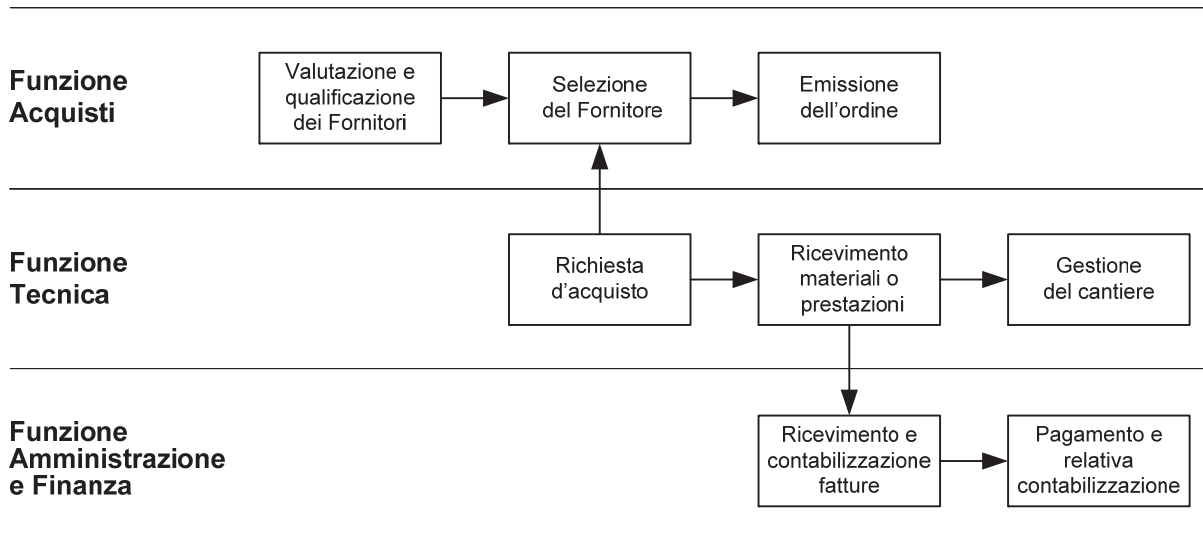 Funzione
Acquisti
Valutazione e
qualificazione
dei Fornitori
Selezione
del Fornitore
Emissione
dell'ordine
Funzione
Tecnica
Richiesta
d'acquisto
Ricevimento
materiali o
prestazioni
Gestione
del cantiere
Funzione
Amministrazione
e Finanza
Ricevimento e
contabilizzazione
fatture
Pagamento e
relativa
contabilizzazione